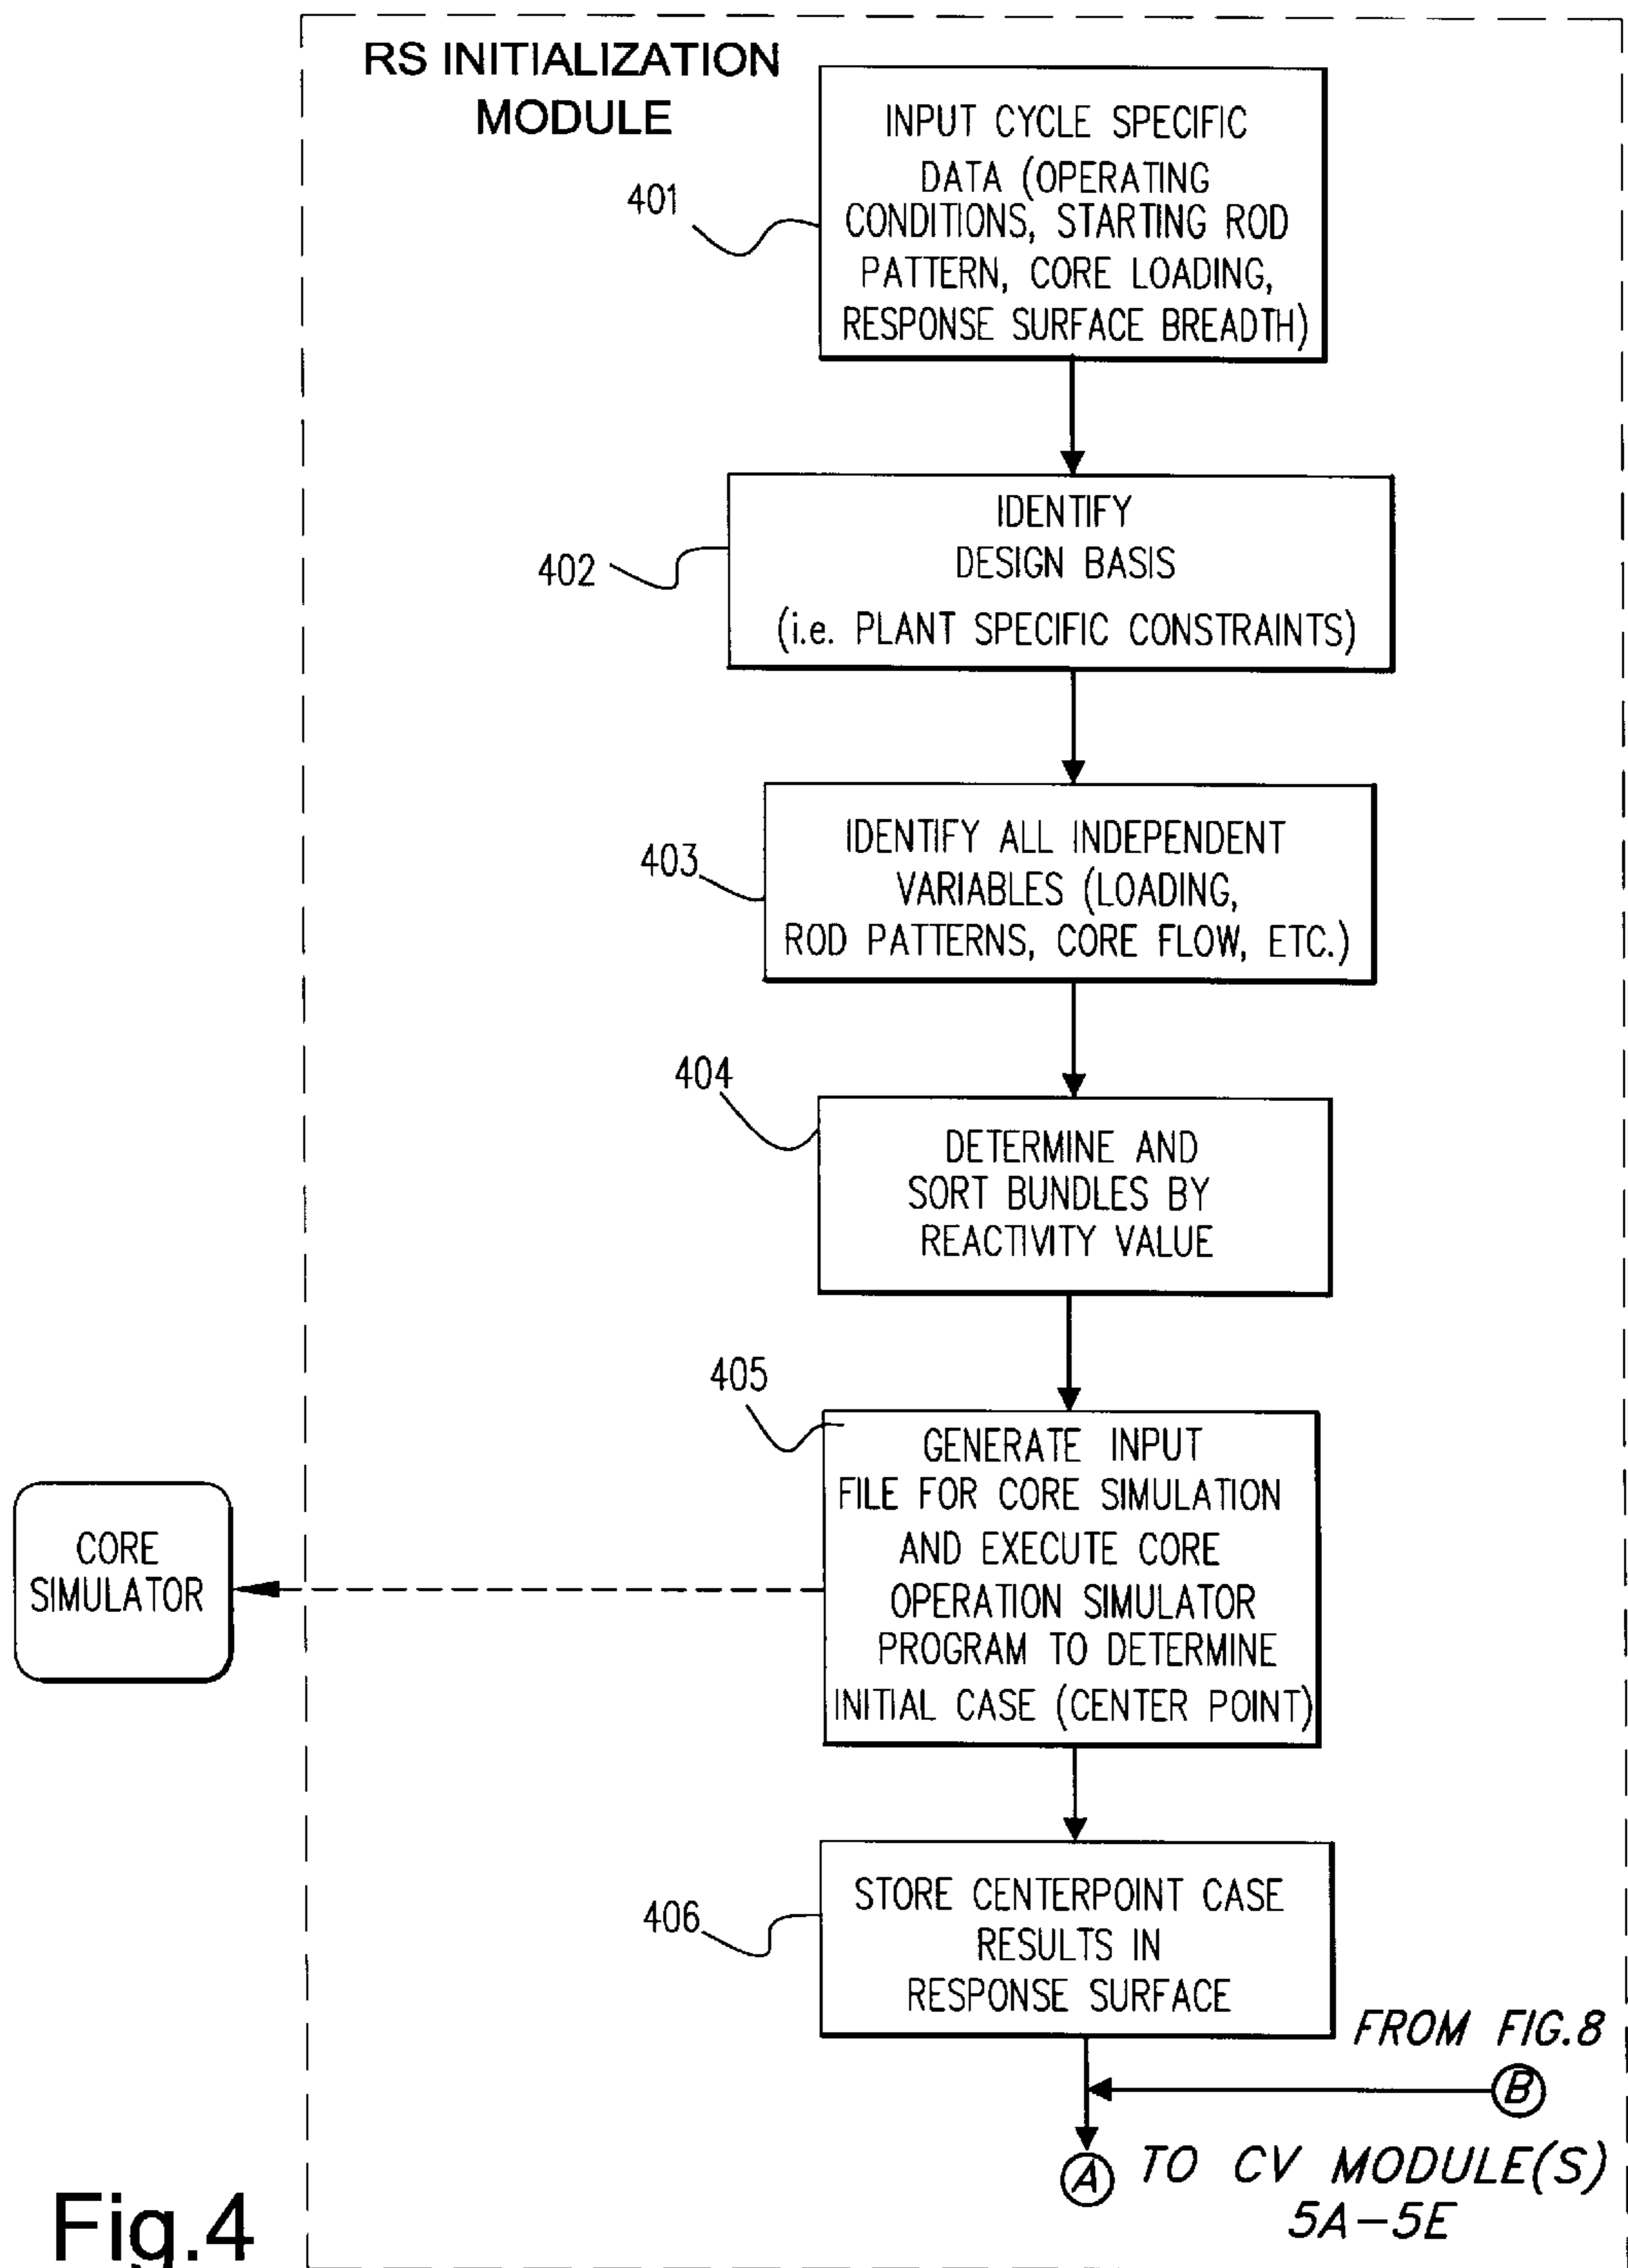 RS INITIALIZATION
MODULE
401
INPUT CYCLE SPECIFIC
DATA (OPERATING
CONDITIONS, STARTING ROD
PATTERN, CORE LOADING,
RESPONSE SURFACE BREADTH)
402
IDENTIFY
DESIGN BASIS
(i.e. PLANT SPECIFIC CONSTRAINTS)
403
IDENTIFY ALL INDEPENDENT
VARIABLES (LOADING,
ROD PATTERNS, CORE FLOW, ETC.)
404
DETERMINE AND
SORT BUNDLES BY
REACTIVITY VALUE
405
GENERATE INPUT
FILE FOR CORE SIMULATION
AND EXECUTE CORE
OPERATION SIMULATOR
PROGRAM TO DETERMINE
INITIAL CASE (CENTER POINT)
CORE
SIMULATOR
406
STORE CENTERPOINT CASE
RESULTS IN
RESPONSE SURFACE
FROM FIG.8
B
A TO CV MODULE(S)
5A-5E
Fig.4